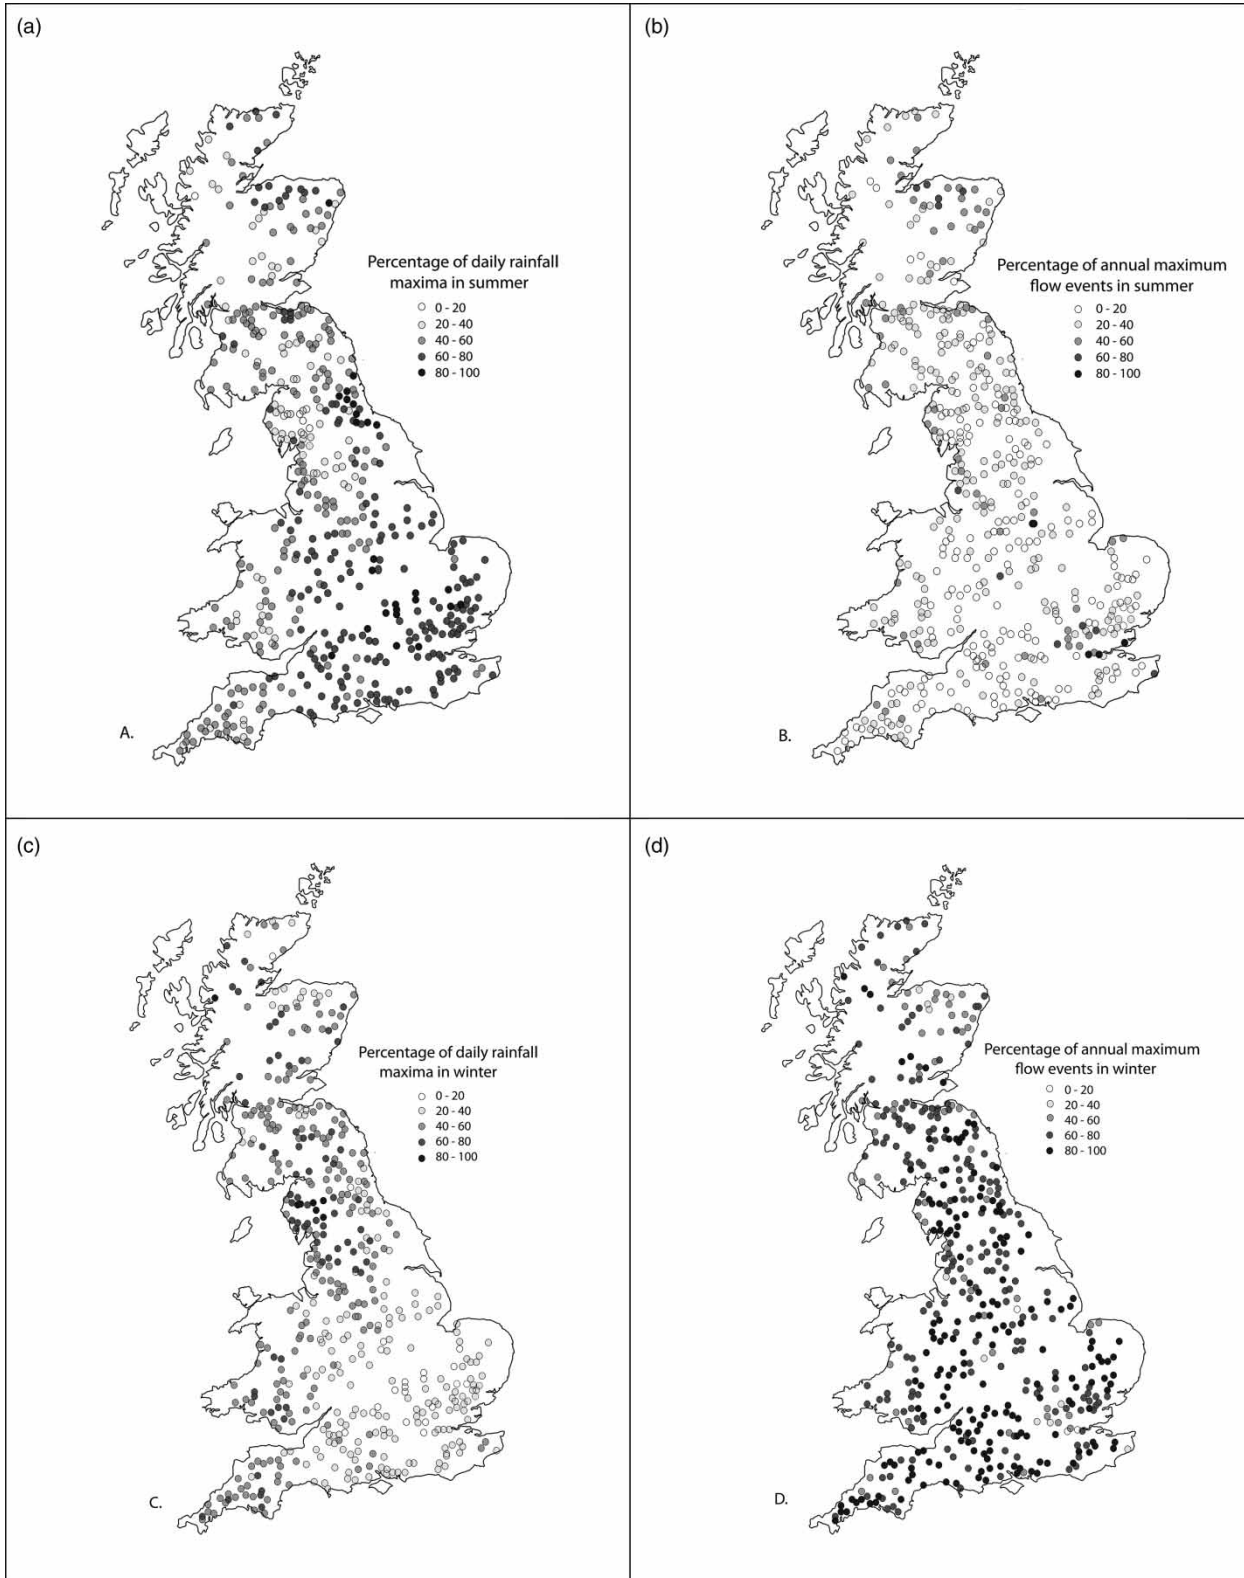 (a)
Percentage of daily rainfall
maxima in summer
0 - 20
20 - 40
40 - 60
60 - 80
80 - 100
A.
(b)
Percentage of annual maximum
flow events in summer
0 - 20
20 - 40
40 - 60
60 - 80
80 - 100
B.
(c)
Percentage of daily rainfall
maxima in winter
0 - 20
20 - 40
40 - 60
60 - 80
80 - 100
C.
(d)
Percentage of annual maximum
flow events in winter
0 - 20
20 - 40
40 - 60
60 - 80
80 - 100
D.